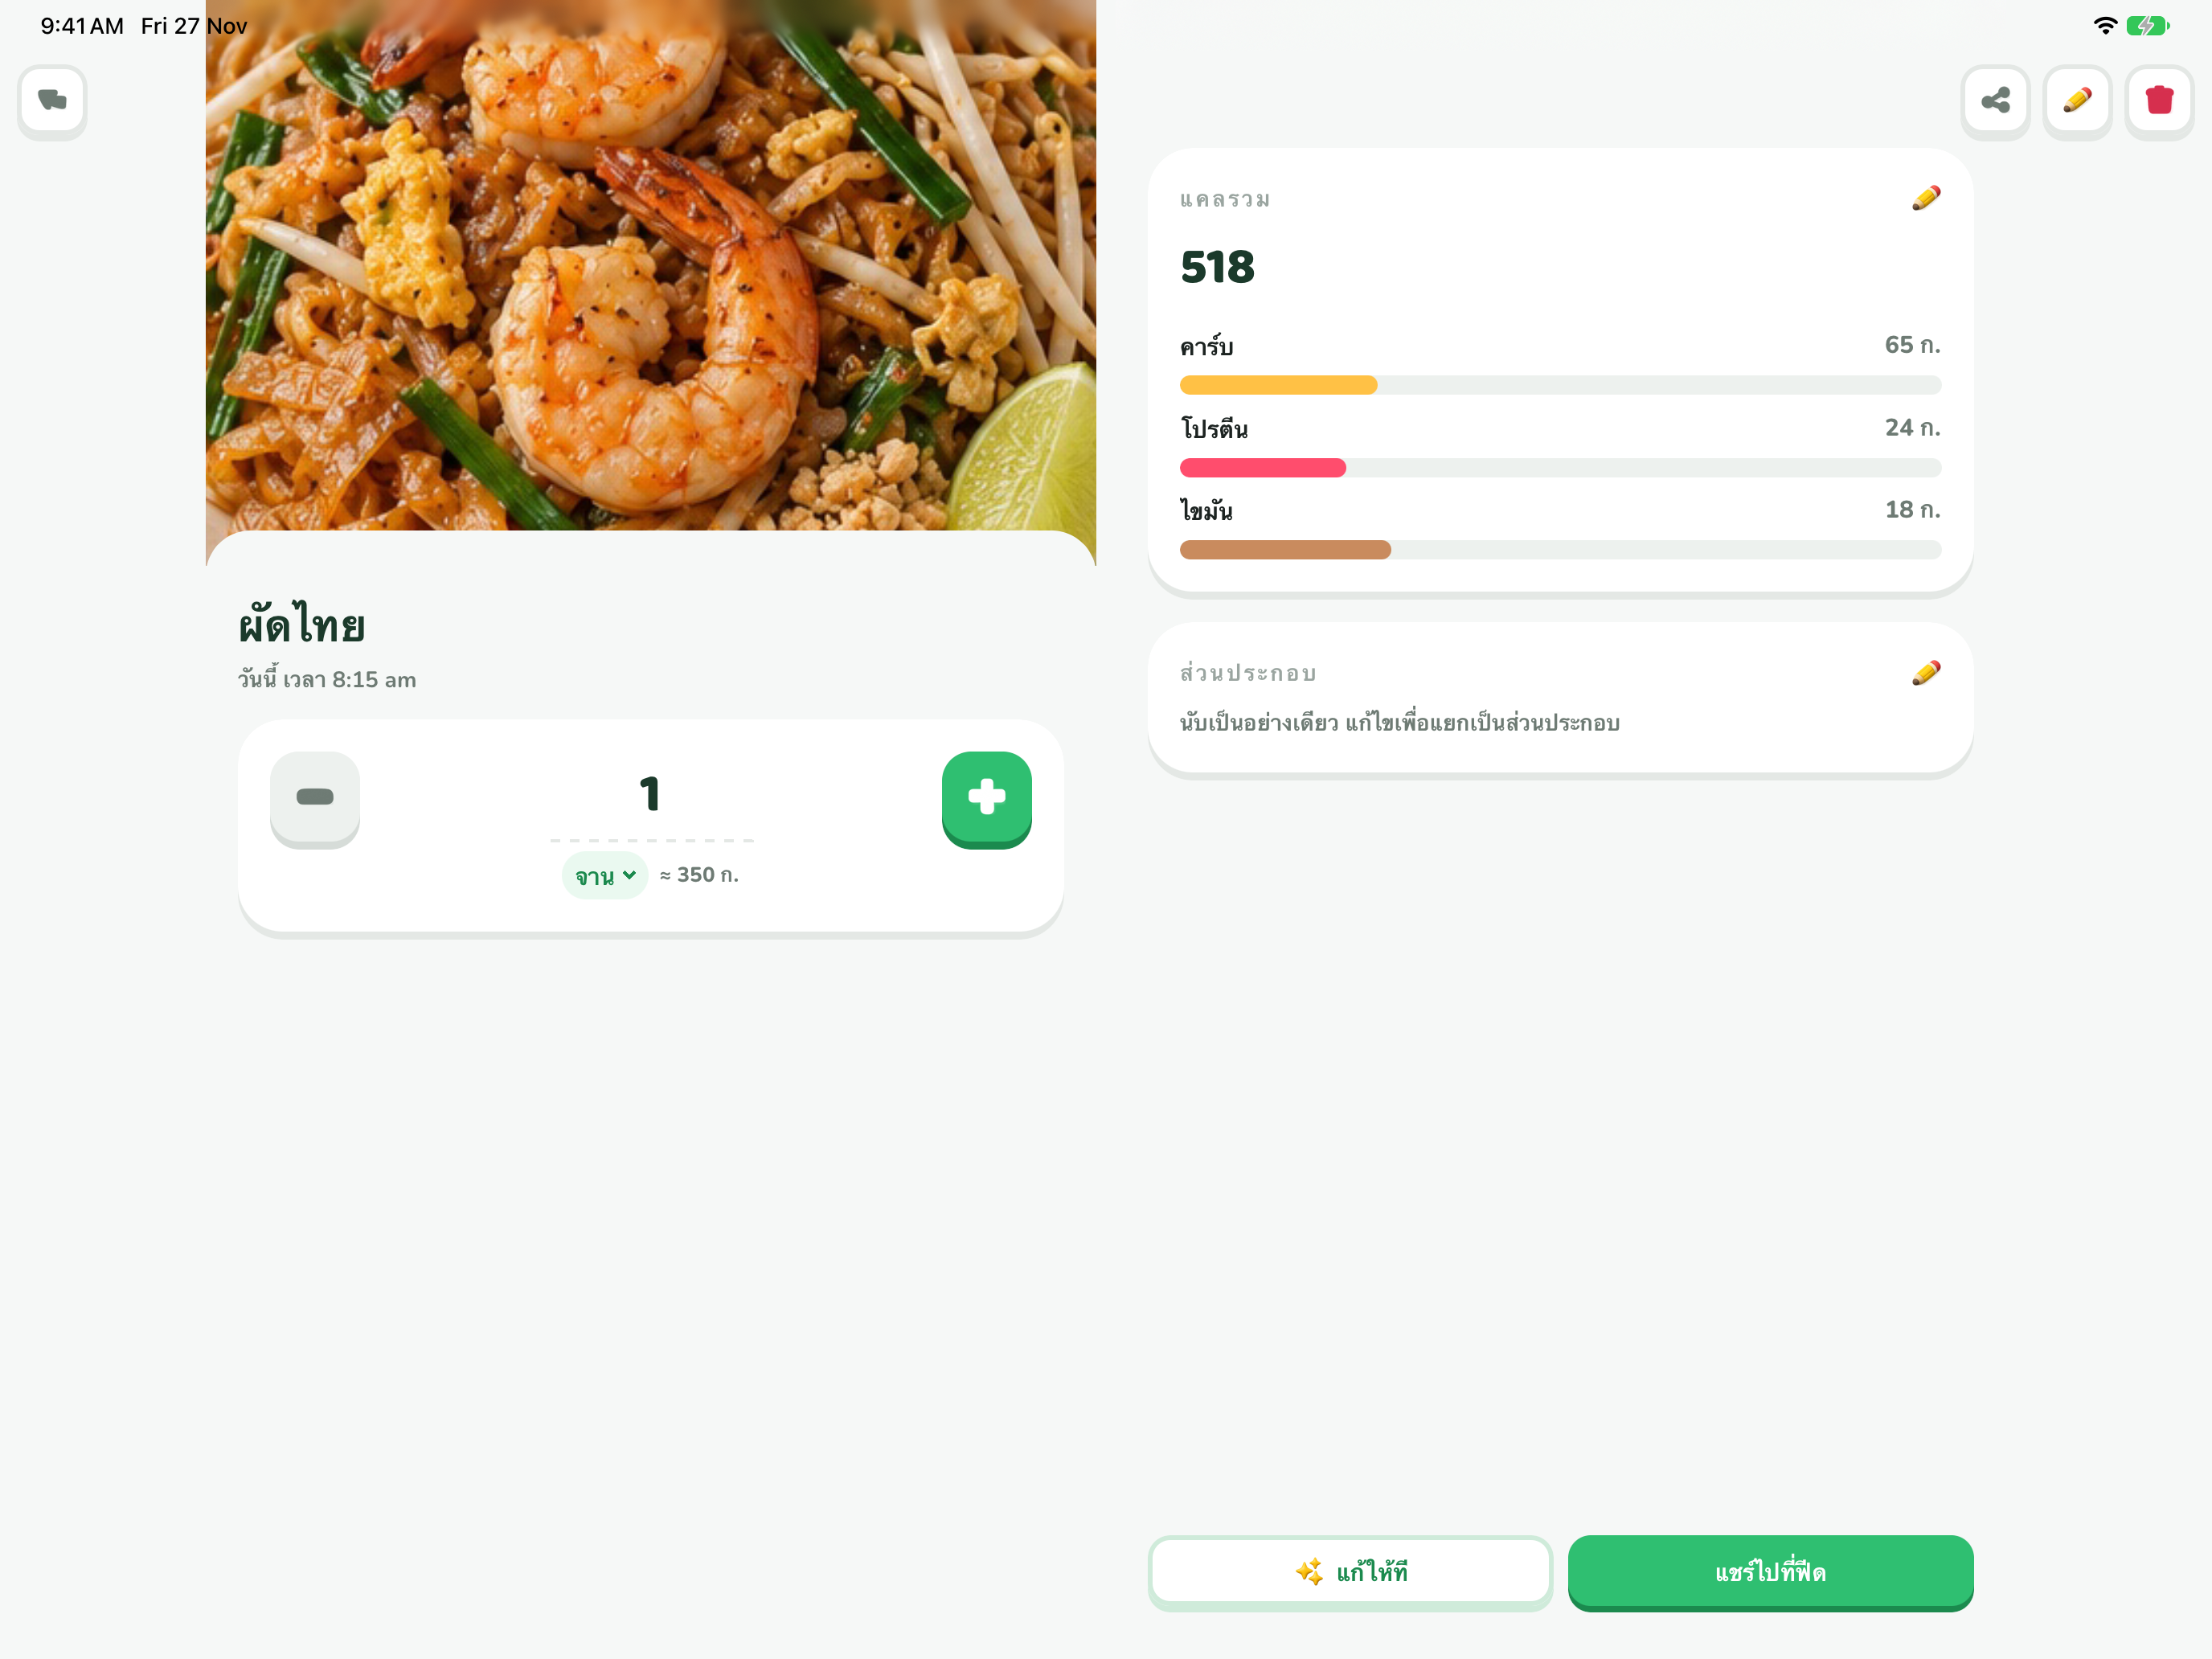 9:41 AM Fri 27 Nov
ผัดไทย
วันนี้ เวลา 8:15 am
1
จาน ≈ 350 ก.
แคลรวม
518
คาร์บ 65 ก.
โปรตีน 24 ก.
ไขมัน 18 ก.
ส่วนประกอบ
นับเป็นอย่างเดียว แก้ไขเพื่อแยกเป็นส่วนประกอบ
แก้ให้ที
แชร์ไปที่ฟีด